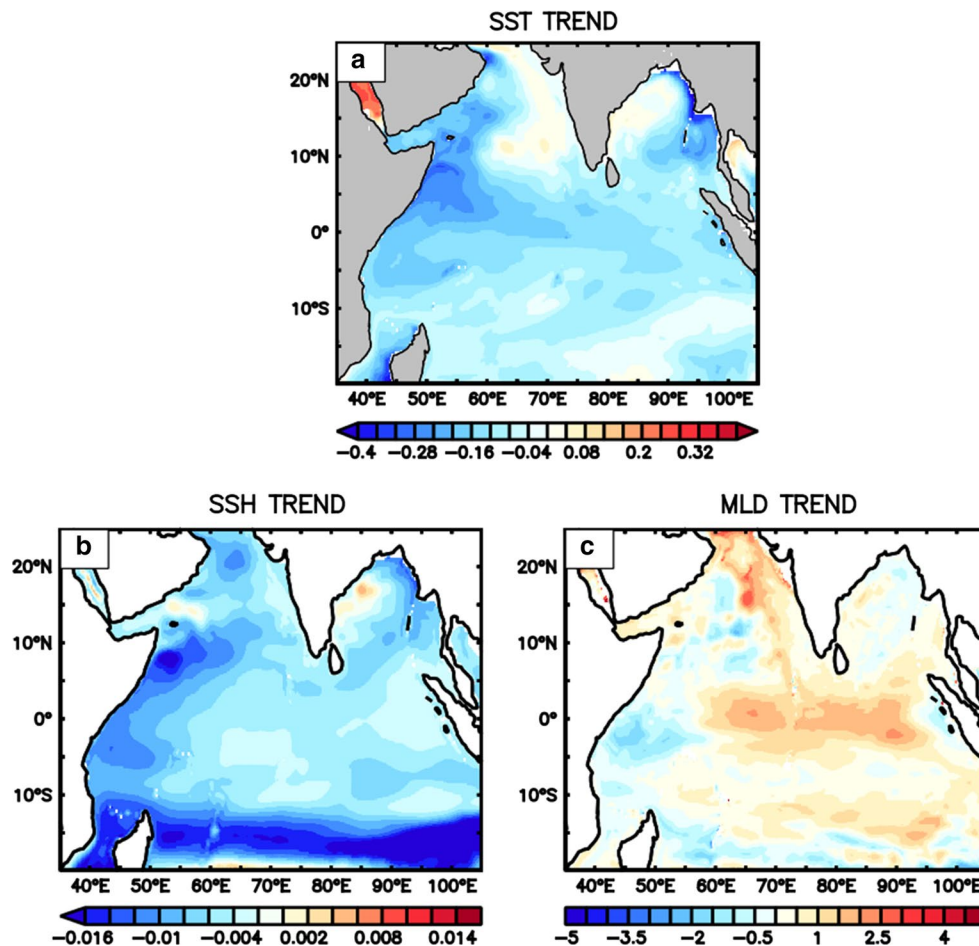 SST TREND
a
20°N
10°N
0°
10°S
40°E 50°E 60°E 70°E 80°E 90°E 100°E
−0.4 −0.28 −0.16 −0.04 0.08 0.2 0.32
SSH TREND
b
20°N
10°N
0°
10°S
40°E 50°E 60°E 70°E 80°E 90°E 100°E
−0.016 −0.01 −0.004 0.002 0.008 0.014
MLD TREND
c
20°N
10°N
0°
10°S
40°E 50°E 60°E 70°E 80°E 90°E 100°E
−5 −3.5 −2 −0.5 1 2.5 4